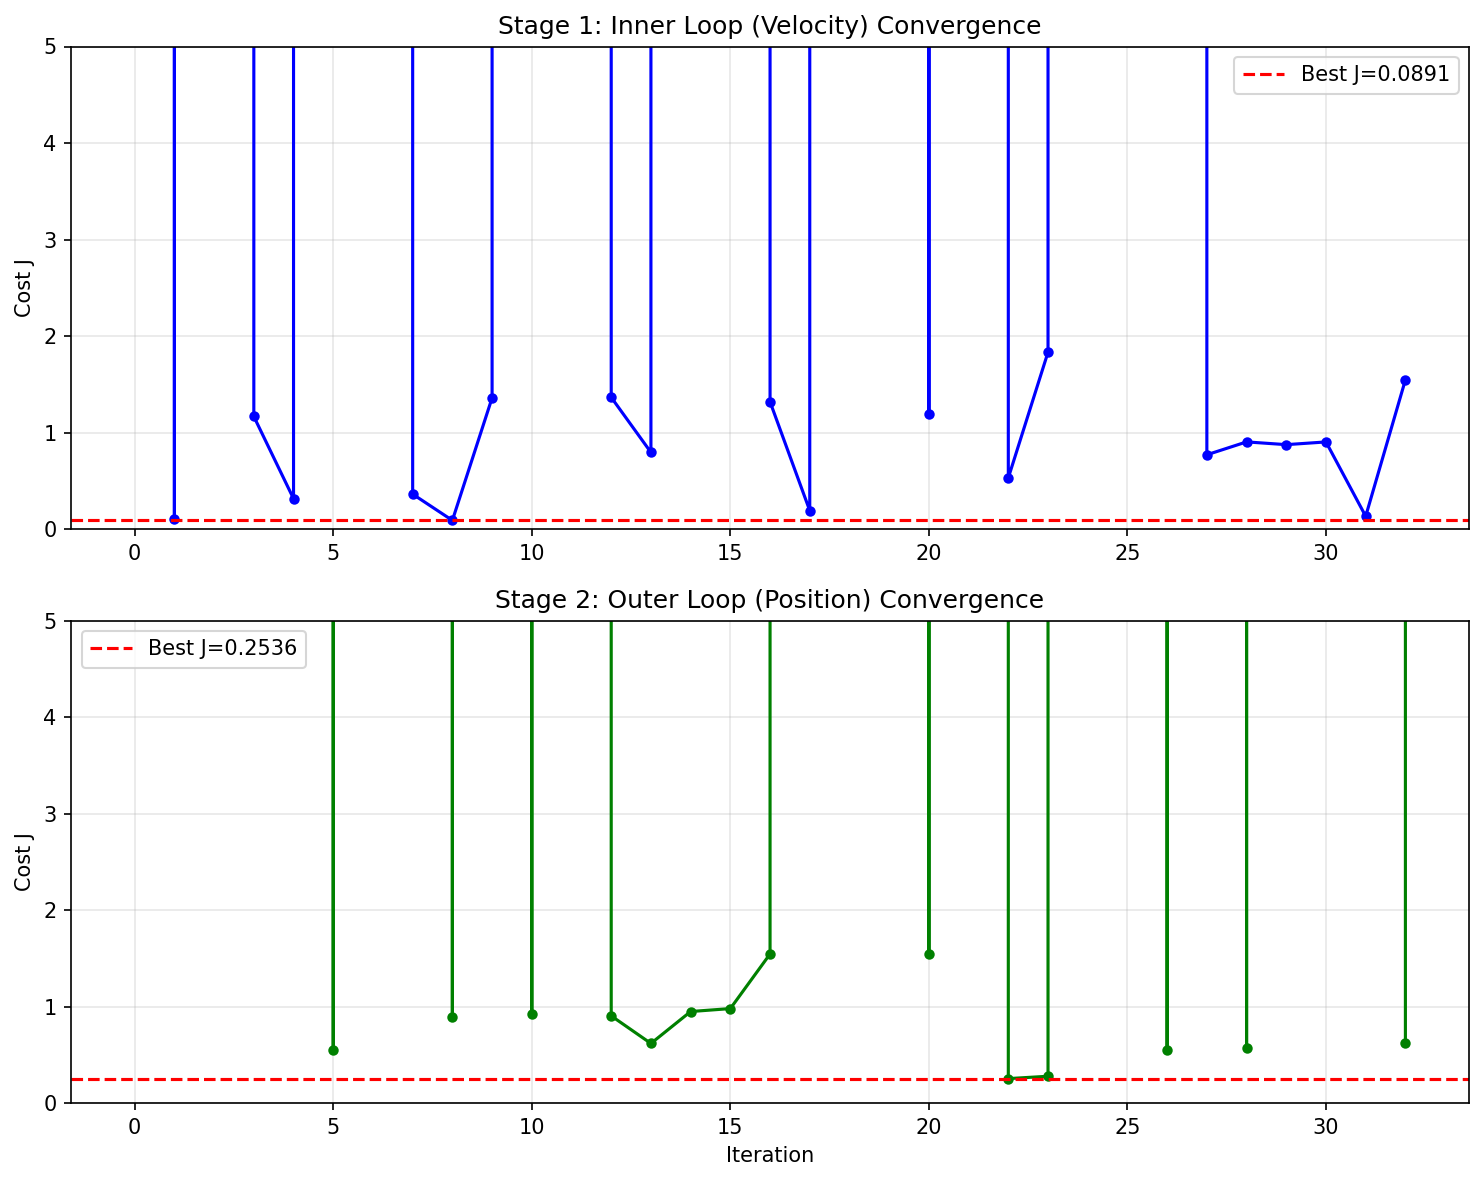 Stage 1: Inner Loop (Velocity) Convergence
Best J=0.0891
Cost J
5
4
3
2
1
0
0 5 10 15 20 25 30
Stage 2: Outer Loop (Position) Convergence
Best J=0.2536
Cost J
5
4
3
2
1
0
0 5 10 15 20 25 30
Iteration